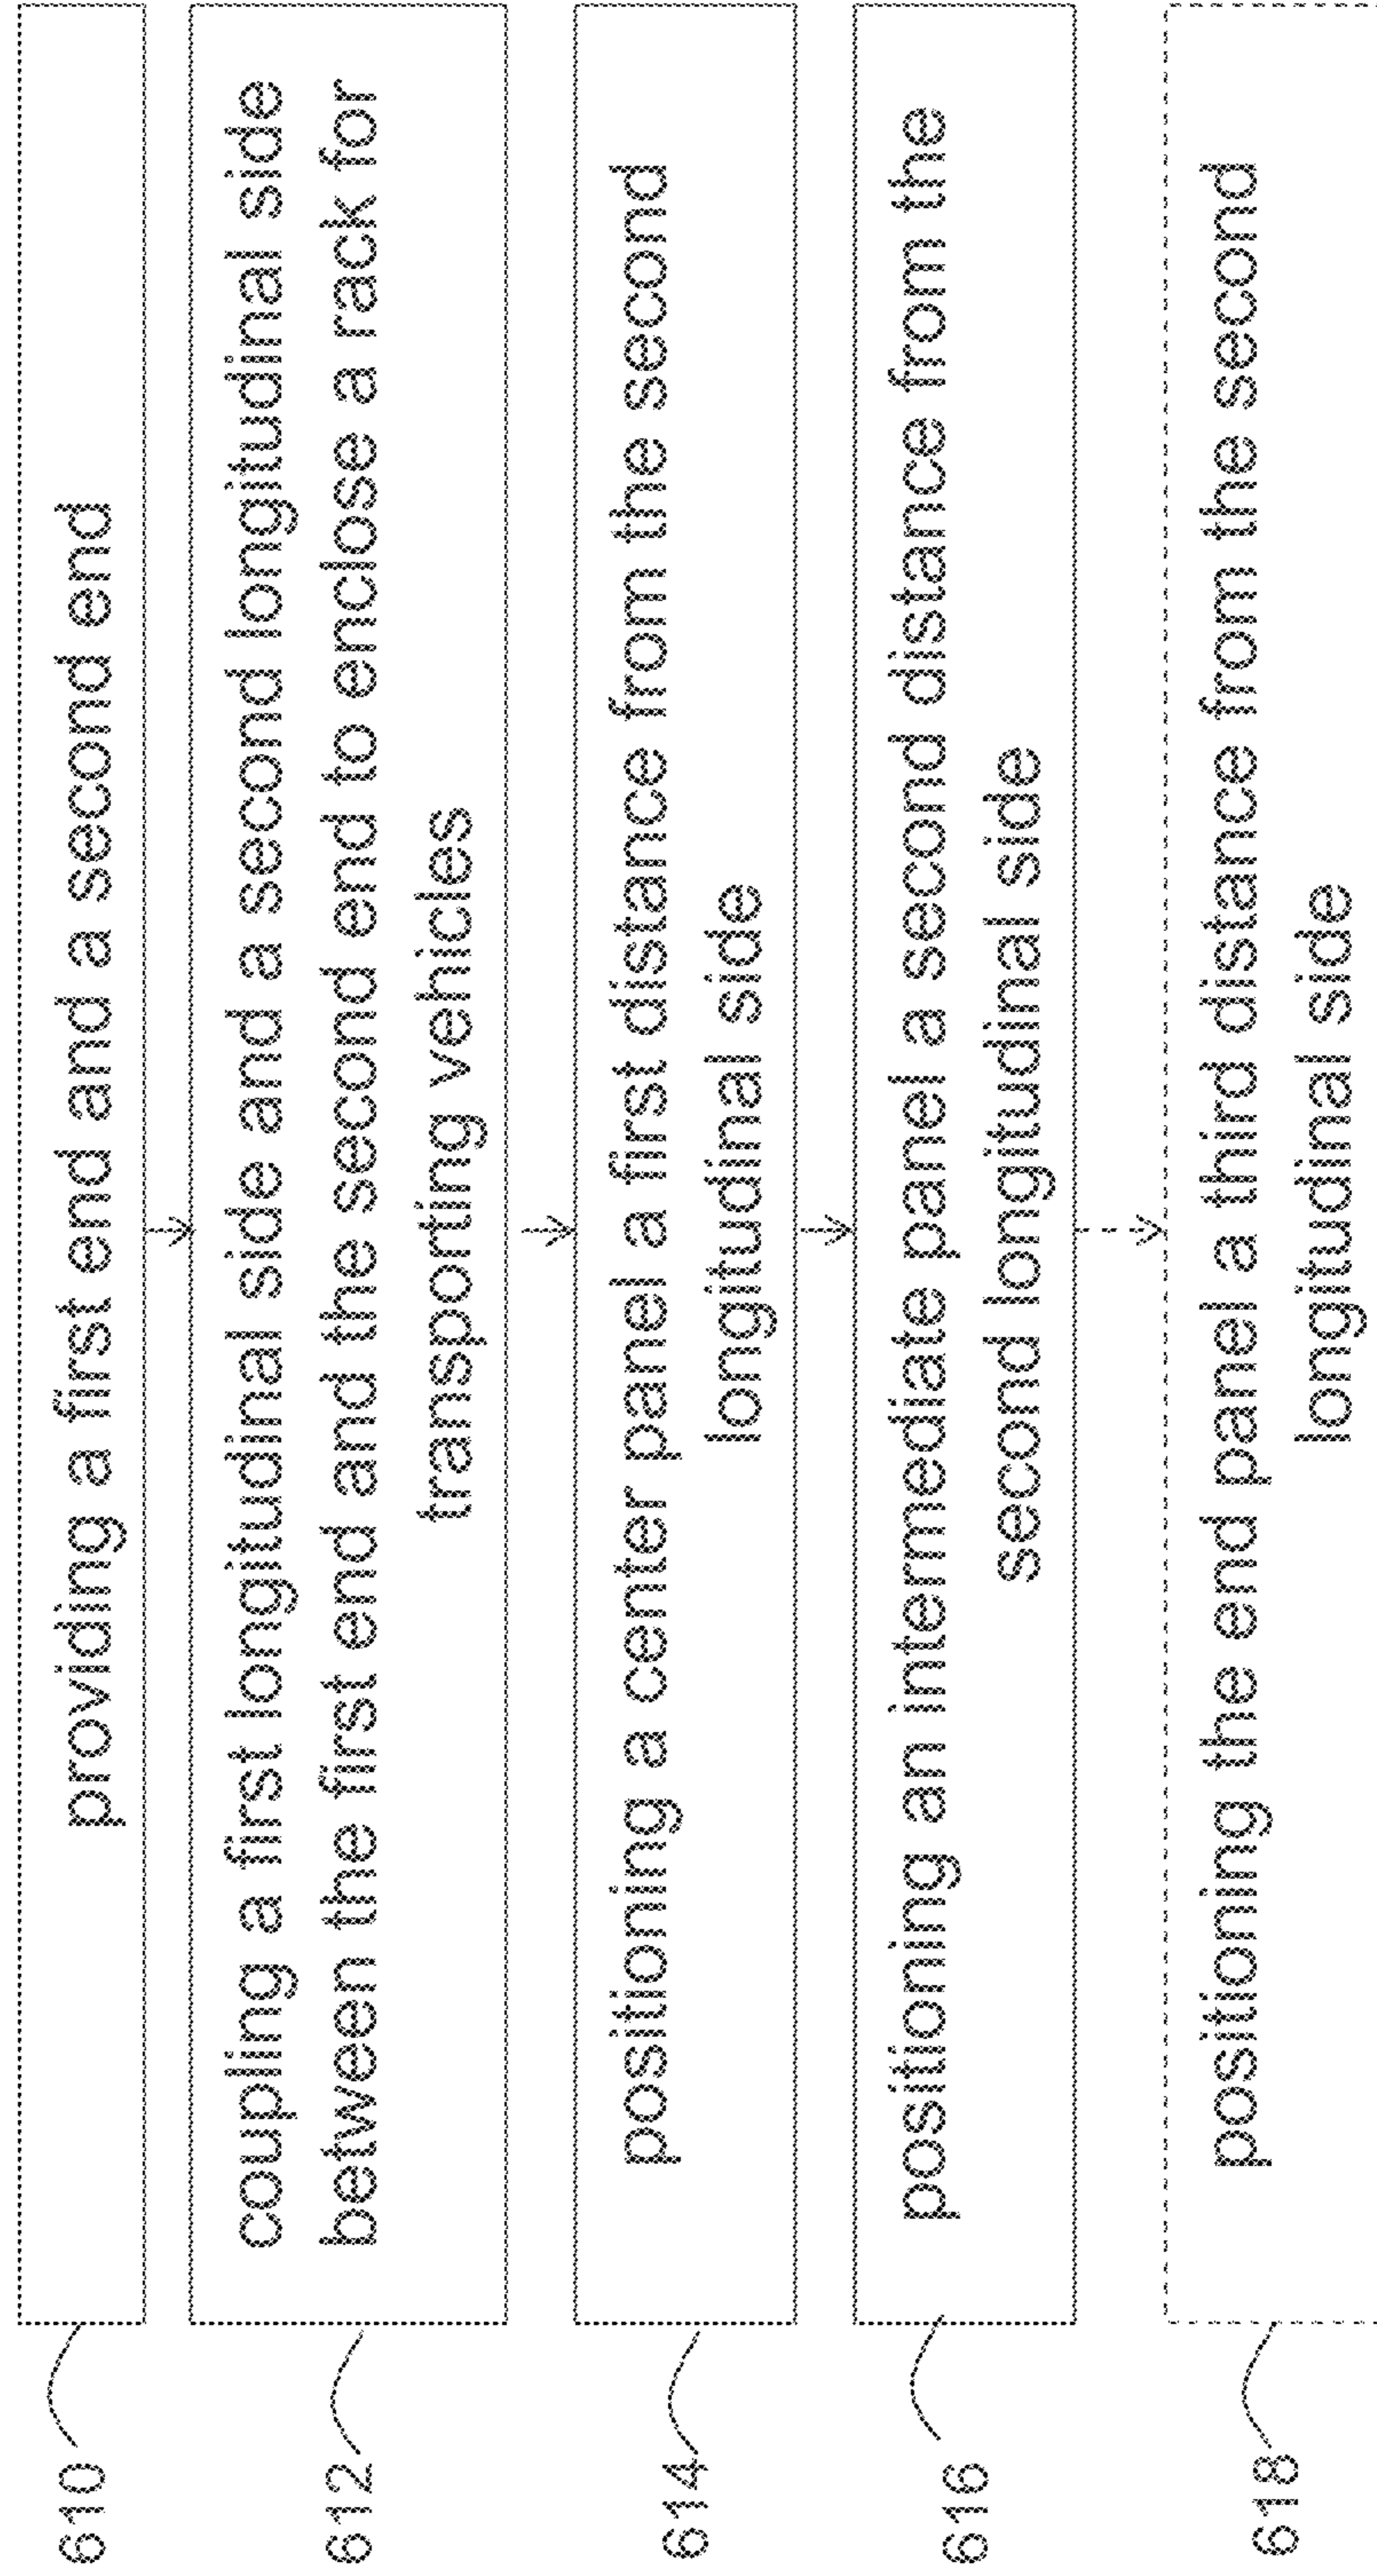 610
providing a first end and a second end
612
coupling a first longitudinal side and a second longitudinal side
between the first end and the second end to enclose a rack for
transporting vehicles
614
positioning a center panel a first distance from the second
longitudinal side
616
positioning an intermediate panel a second distance from the
second longitudinal side
618
positioning the end panel a third distance from the second
longitudinal side